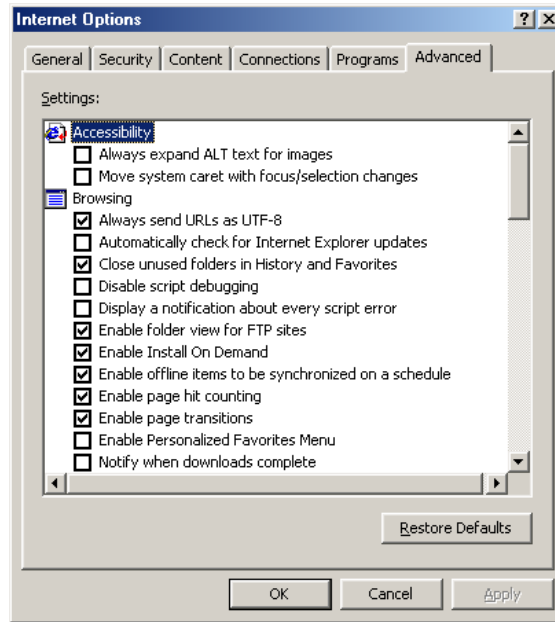 Internet Options
General Security Content Connections Programs Advanced
Settings:
Accessibility
Always expand ALT text for images
Move system caret with focus/selection changes
Browsing
Always send URLs as UTF-8
Automatically check for Internet Explorer updates
Close unused folders in History and Favorites
Disable script debugging
Display a notification about every script error
Enable folder view for FTP sites
Enable Install On Demand
Enable offline items to be synchronized on a schedule
Enable page hit counting
Enable page transitions
Enable Personalized Favorites Menu
Notify when downloads complete
Restore Defaults
OK Cancel Apply